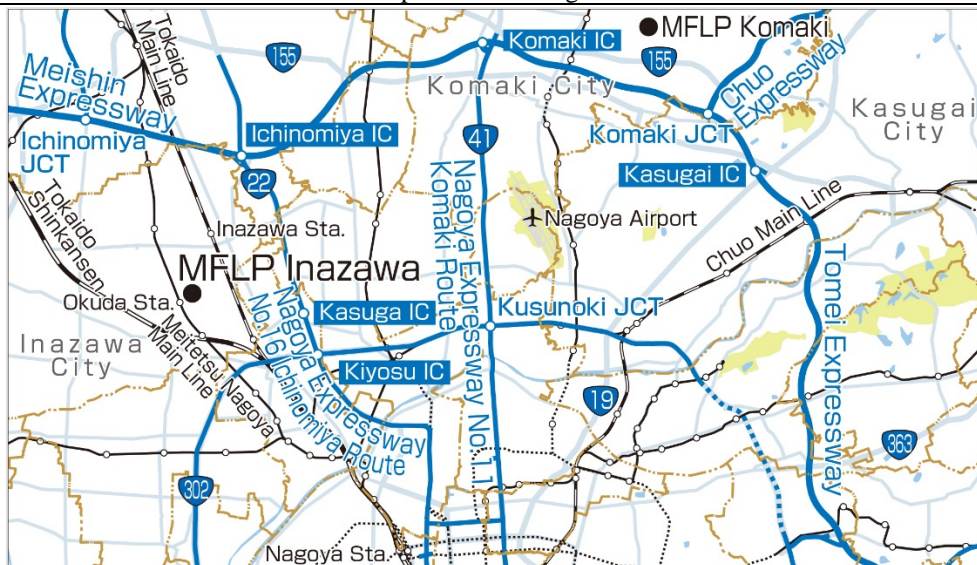 MFLP Komaki
155
Komaki IC
155
Tokaido
Main Line
Meishin
Expressway
Komaki City
Chuo
Expressway
Kasugai
City
Ichinomiya
JCT
Ichinomiya IC
41
Komaki JCT
Kasugai IC
22
Tokaido
Shinkansen
Inazawa Sta.
Nagoya Expressway No.11
Komaki Route
Nagoya Airport
Chuo Main Line
MFLP Inazawa
Okuda Sta.
Kasuga IC
Kusunoki JCT
Tomei Expressway
Inazawa
City
Meitetsu Nagoya
Main Line
Nagoya Expressway
No.16 Ichinomiya Route
Kiyosu IC
19
363
302
Nagoya Sta.